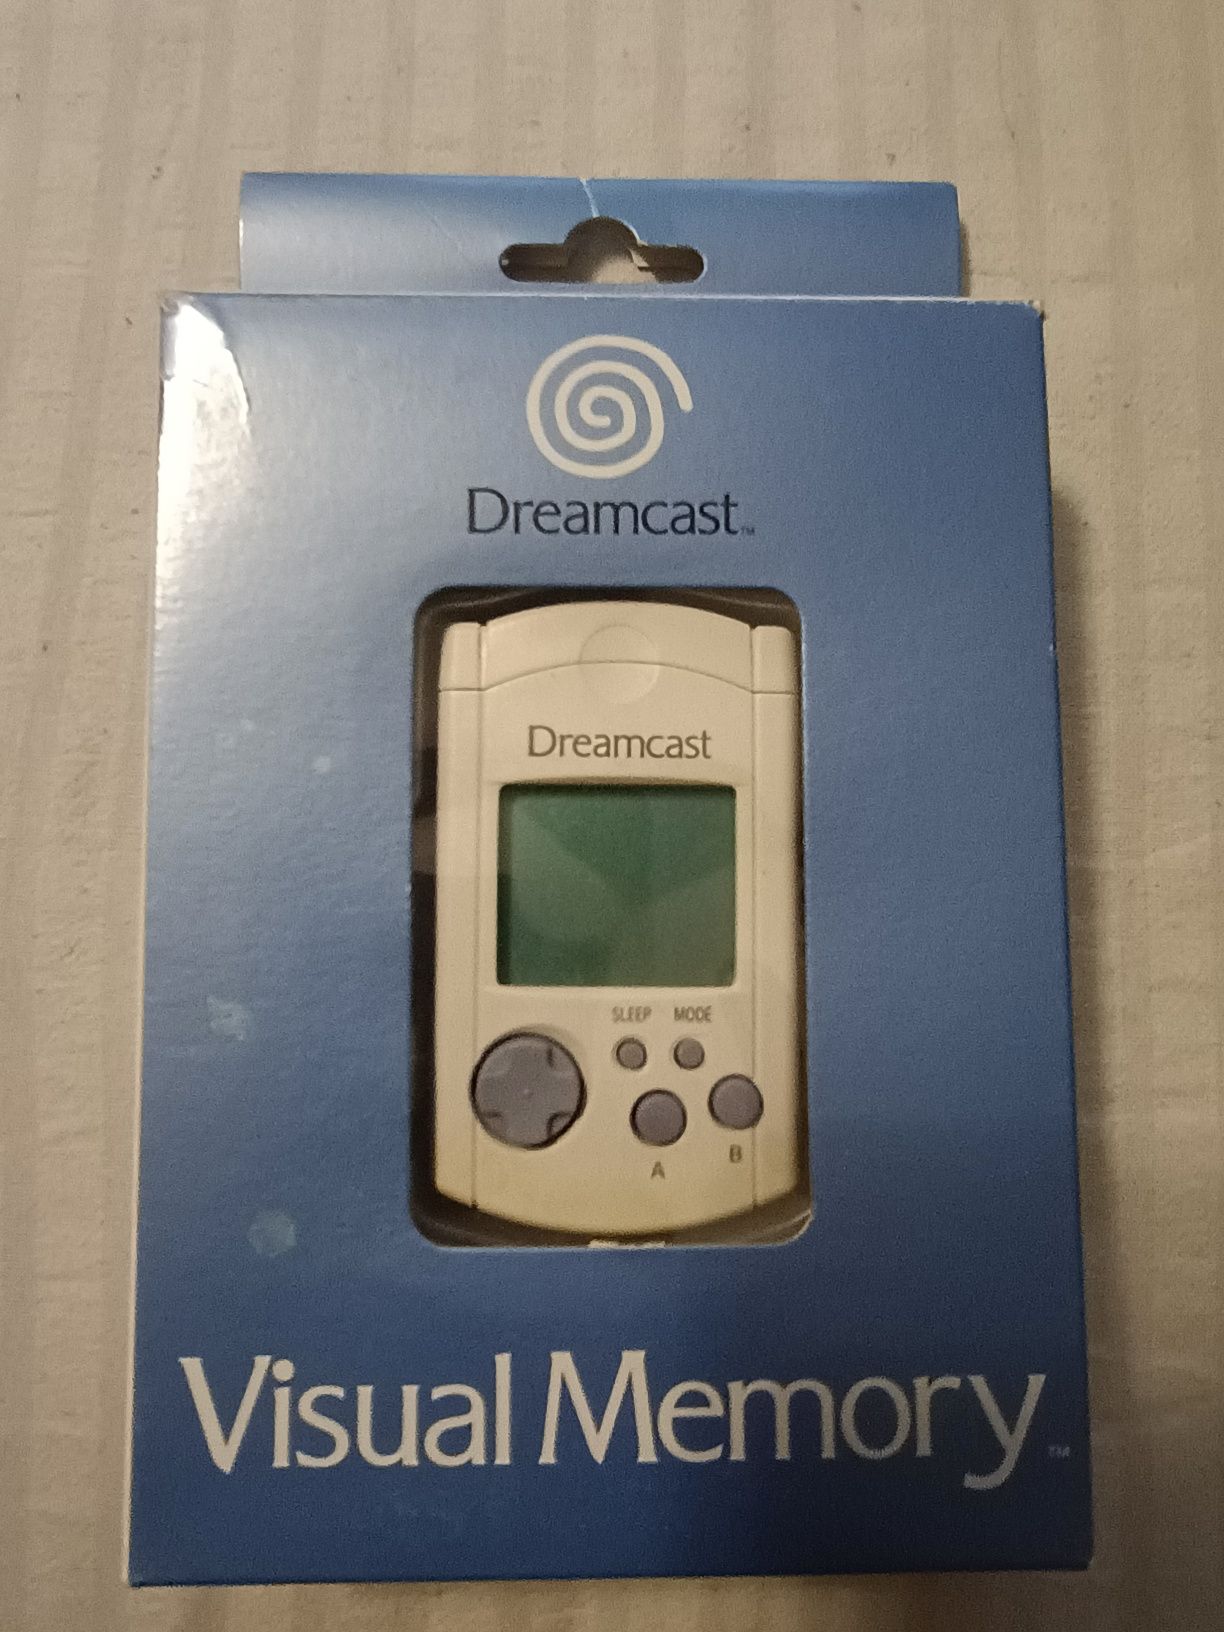 Dreamcast™
Dreamcast
SLEEP MODE
A B
Visual Memory™